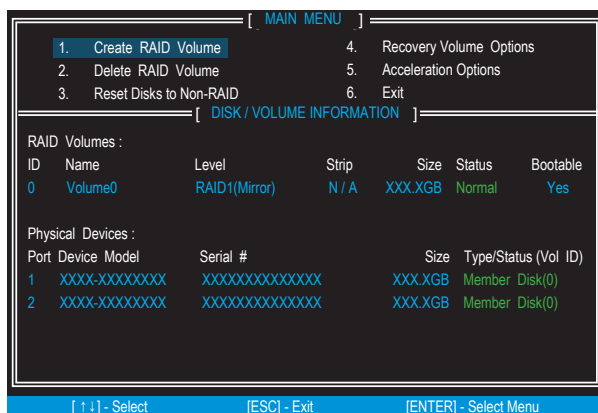 [ MAIN MENU ]
1. Create RAID Volume 4. Recovery Volume Options
2. Delete RAID Volume 5. Acceleration Options
3. Reset Disks to Non-RAID 6. Exit
[ DISK / VOLUME INFORMATION ]
RAID Volumes :
ID Name Level Strip Size Status Bootable
0 Volume0 RAID1(Mirror) N / A XXX.XGB Normal Yes
Physical Devices :
Port Device Model Serial # Size Type/Status (Vol ID)
1 XXXX-XXXXXXXX XXXXXXXXXXXXXX XXX.XGB Member Disk(0)
2 XXXX-XXXXXXXX XXXXXXXXXXXXXX XXX.XGB Member Disk(0)
[ ↑↓] - Select [ESC] - Exit [ENTER] - Select Menu